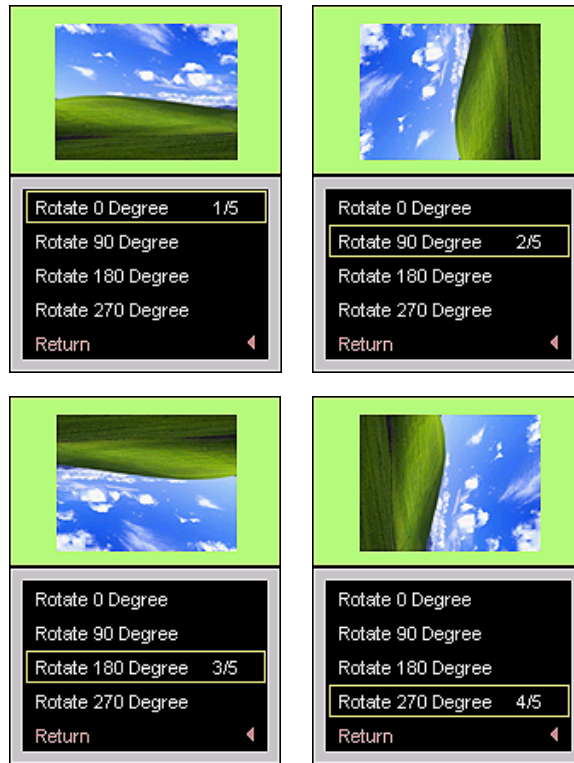 Rotate 0 Degree 1/5
Rotate 90 Degree
Rotate 180 Degree
Rotate 270 Degree
Return
Rotate 0 Degree
Rotate 90 Degree 2/5
Rotate 180 Degree
Rotate 270 Degree
Return
Rotate 0 Degree
Rotate 90 Degree
Rotate 180 Degree 3/5
Rotate 270 Degree
Return
Rotate 0 Degree
Rotate 90 Degree
Rotate 180 Degree
Rotate 270 Degree 4/5
Return